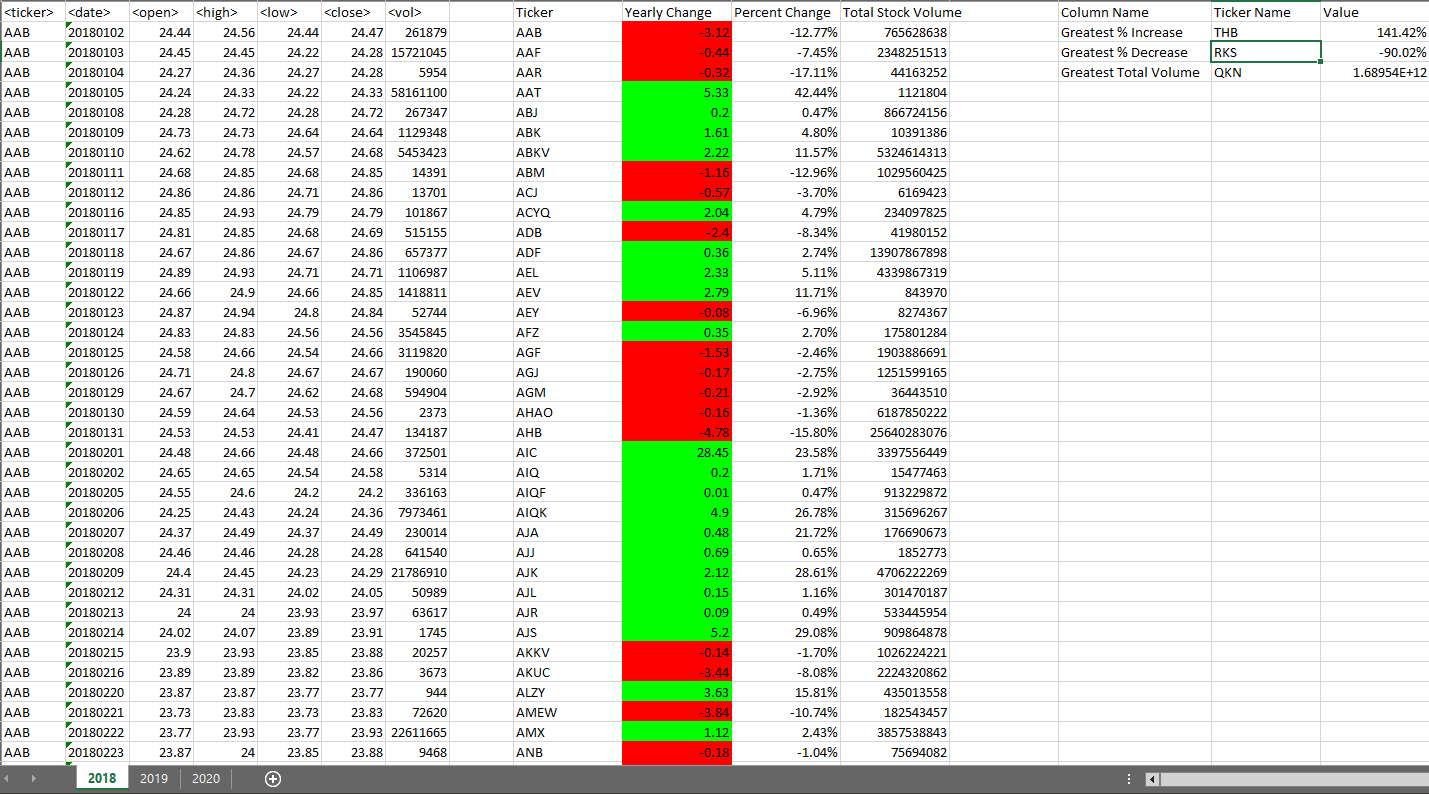 <ticker> <date> <open> <high> <low> <close> <vol> Ticker Yearly Change Percent Change Total Stock Volume Column Name Ticker Name Value
AAB 20180102 24.44 24.56 24.44 24.47 261879 AAB -3.12 -12.77% 765628638 Greatest % Increase THB 141.42%
AAB 20180103 24.45 24.45 24.22 24.28 15721045 AAF -0.44 -7.45% 2348251513 Greatest % Decrease RKS -90.02%
AAB 20180104 24.27 24.36 24.27 24.28 5954 AAR -0.32 -17.11% 44163252 Greatest Total Volume QKN 1.68954E+12
AAB 20180105 24.24 24.33 24.22 24.33 58161100 AAT 5.33 42.44% 1121804
AAB 20180108 24.28 24.72 24.28 24.72 267347 ABJ 0.2 0.47% 866724156
AAB 20180109 24.73 24.73 24.64 24.64 1129348 ABK 1.61 4.80% 10391386
AAB 20180110 24.62 24.78 24.57 24.68 5453423 ABKV 2.22 11.57% 5324614313
AAB 20180111 24.68 24.85 24.68 24.85 14391 ABM -1.16 -12.96% 1029560425
AAB 20180112 24.86 24.86 24.71 24.86 13701 ACJ -0.57 -3.70% 6169423
AAB 20180116 24.85 24.93 24.79 24.79 101867 ACYQ 2.04 4.79% 234097825
AAB 20180117 24.81 24.85 24.68 24.69 515155 ADB -2.4 -8.34% 41980152
AAB 20180118 24.67 24.86 24.67 24.86 657377 ADF 0.36 2.74% 13907867898
AAB 20180119 24.89 24.93 24.71 24.71 1106987 AEL 2.33 5.11% 4339867319
AAB 20180122 24.66 24.9 24.66 24.85 1418811 AEV 2.79 11.71% 843970
AAB 20180123 24.87 24.94 24.8 24.84 52744 AEY -0.08 -6.96% 8274367
AAB 20180124 24.83 24.83 24.56 24.56 3545845 AFZ 0.35 2.70% 175801284
AAB 20180125 24.58 24.66 24.54 24.66 3119820 AGF -1.53 -2.46% 1903886691
AAB 20180126 24.71 24.8 24.67 24.67 190060 AGJ -0.17 -2.75% 1251599165
AAB 20180129 24.67 24.7 24.62 24.68 594904 AGM -0.21 -2.92% 36443510
AAB 20180130 24.59 24.64 24.53 24.56 2373 AHAO -0.16 -1.36% 6187850222
AAB 20180131 24.53 24.53 24.41 24.47 134187 AHB -4.78 -15.80% 25640283076
AAB 20180201 24.48 24.66 24.48 24.66 372501 AIC 28.45 23.58% 3397556449
AAB 20180202 24.65 24.65 24.54 24.58 5314 AIQ 0.2 1.71% 15477463
AAB 20180205 24.55 24.6 24.2 24.2 336163 AIQF 0.01 0.47% 913229872
AAB 20180206 24.25 24.43 24.24 24.36 7973461 AIQK 4.9 26.78% 315696267
AAB 20180207 24.37 24.49 24.37 24.49 230014 AJA 0.48 21.72% 176690673
AAB 20180208 24.46 24.46 24.28 24.28 641540 AJJ 0.69 0.65% 1852773
AAB 20180209 24.4 24.45 24.23 24.29 21786910 AJK 2.12 28.61% 4706222269
AAB 20180212 24.31 24.31 24.02 24.05 50989 AJL 0.15 1.16% 301470187
AAB 20180213 24 24 23.93 23.97 63617 AJR 0.09 0.49% 533445954
AAB 20180214 24.02 24.07 23.89 23.91 1745 AJS 5.2 29.08% 909864878
AAB 20180215 23.9 23.93 23.85 23.88 20257 AKKV -0.14 -1.70% 1026224221
AAB 20180216 23.89 23.89 23.82 23.86 3673 AKUC -3.44 -8.08% 2224320862
AAB 20180220 23.87 23.87 23.77 23.77 944 ALZY 3.63 15.81% 435013558
AAB 20180221 23.73 23.83 23.73 23.83 72620 AMEW -3.84 -10.74% 182543457
AAB 20180222 23.77 23.93 23.77 23.93 22611665 AMX 1.12 2.43% 3857538843
AAB 20180223 23.87 24 23.85 23.88 9468 ANB -0.18 -1.04% 75694082
2018 2019 2020